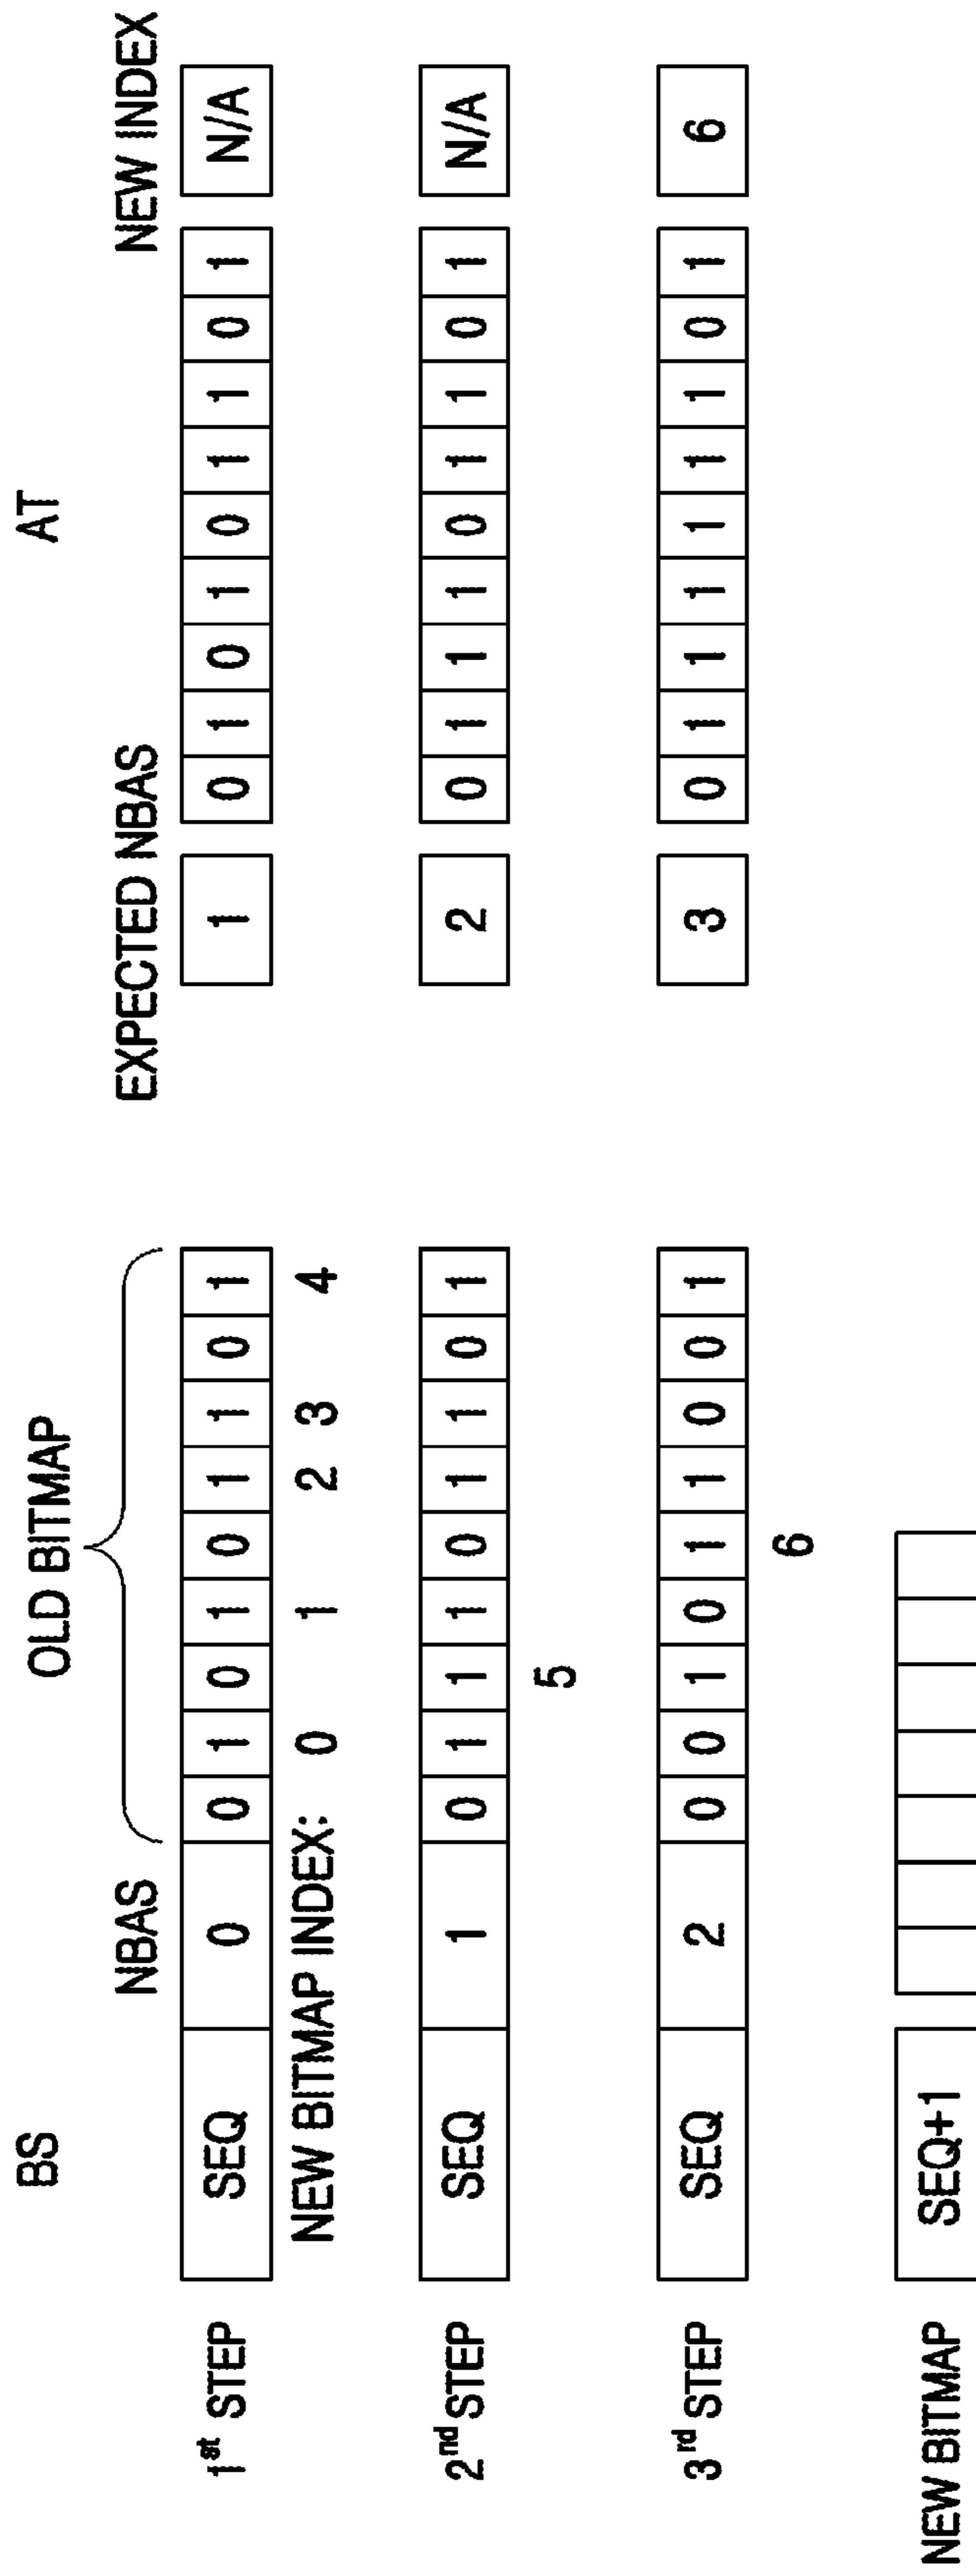 BS AT
OLD BITMAP
NBAS EXPECTED NBAS NEW INDEX
1st STEP SEQ 0 0 1 0 1 0 1 1 0 1 1 0 1 0 1 0 1 1 0 1 N/A
NEW BITMAP INDEX: 0 1 2 3 4
2nd STEP SEQ 1 0 1 1 1 0 1 1 0 1 2 0 1 1 1 0 1 1 0 1 N/A
5
3rd STEP SEQ 2 0 0 1 0 1 1 0 0 1 3 0 1 1 1 1 1 1 0 1 6
6
NEW BITMAP SEQ+1